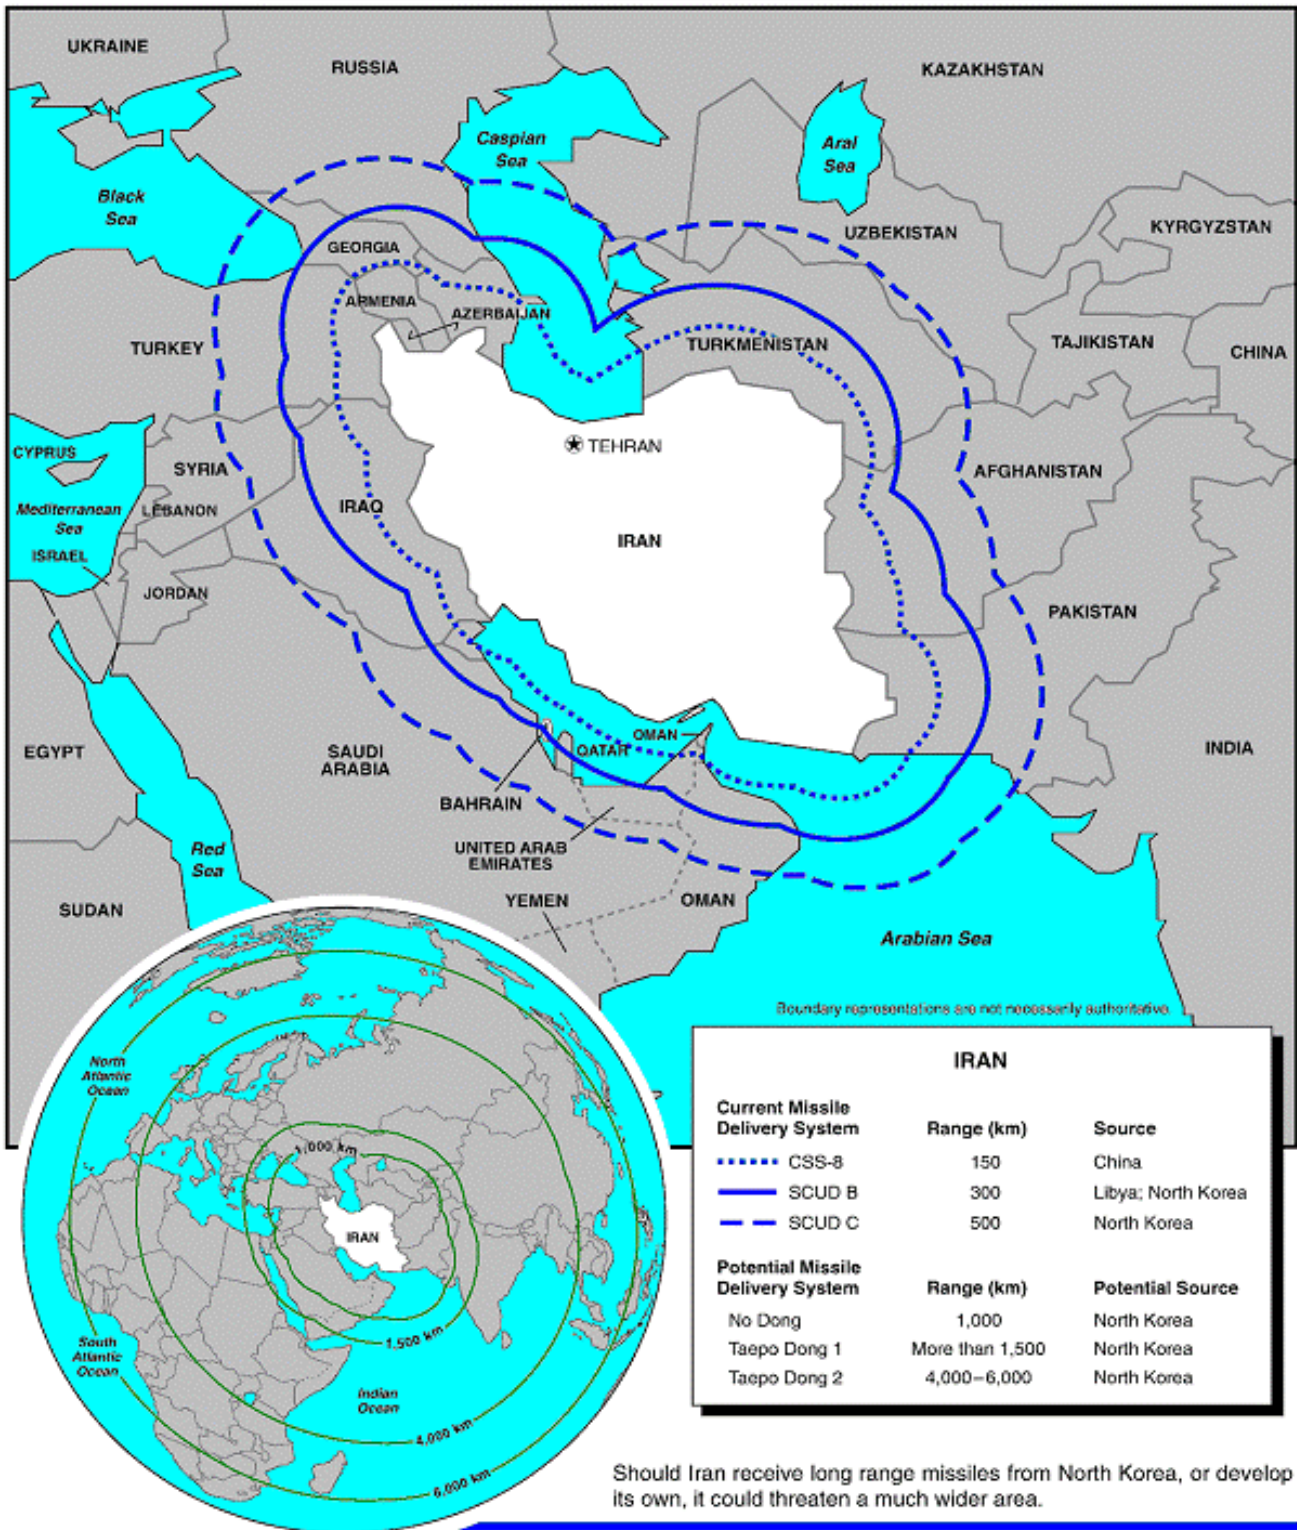 UKRAINE
RUSSIA
KAZAKHSTAN
Caspian
Sea
Aral
Sea
Black
Sea
GEORGIA
UZBEKISTAN
KYRGYZSTAN
ARMENIA
AZERBAIJAN
TURKEY
TURKMENISTAN
TAJIKISTAN
CHINA
TEHRAN
CYPRUS
SYRIA
AFGHANISTAN
Mediterranean
Sea
LEBANON
IRAQ
IRAN
ISRAEL
JORDAN
PAKISTAN
EGYPT
SAUDI
ARABIA
OMAN
QATAR
INDIA
BAHRAIN
UNITED ARAB
EMIRATES
Red
Sea
SUDAN
YEMEN
OMAN
Arabian Sea
Boundary representations are not necessarily authoritative.
North
Atlantic
Ocean
1,000 km
IRAN
1,500 km
South
Atlantic
Ocean
Indian
Ocean
4,000 km
6,000 km
IRAN
Current Missile
Delivery System Range (km) Source
CSS-8 150 China
SCUD B 300 Libya; North Korea
SCUD C 500 North Korea
Potential Missile
Delivery System Range (km) Potential Source
No Dong 1,000 North Korea
Taepo Dong 1 More than 1,500 North Korea
Taepo Dong 2 4,000–6,000 North Korea
Should Iran receive long range missiles from North Korea, or develop
its own, it could threaten a much wider area.